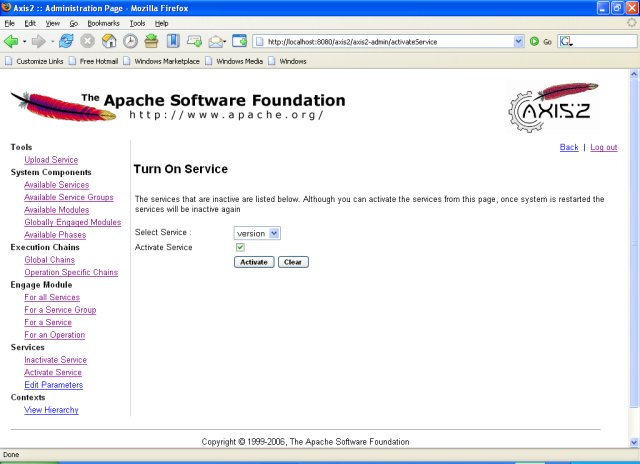 Axis2 :: Administration Page - Mozilla Firefox
File Edit View Go Bookmarks Tools Help
http://localhost:8080/axis2/axis2-admin/activateService
Go
G
Customize Links Free Hotmail Windows Marketplace Windows Media Windows
The Apache Software Foundation
http://www.apache.org/
AXIS2
Back | Log out
Tools
Upload Service
System Components
Available Services
Available Service Groups
Available Modules
Globally Engaged Modules
Available Phases
Execution Chains
Global Chains
Operation Specific Chains
Engage Module
For all Services
For a Service Group
For a Service
For an Operation
Services
Inactivate Service
Activate Service
Edit Parameters
Contexts
View Hierarchy
Turn On Service
The services that are inactive are listed below. Although you can activate the services from this page, once system is restarted the
services will be inactive again
Select Service : version
Activate Service
Activate Clear
Copyright © 1999-2006, The Apache Software Foundation
Done